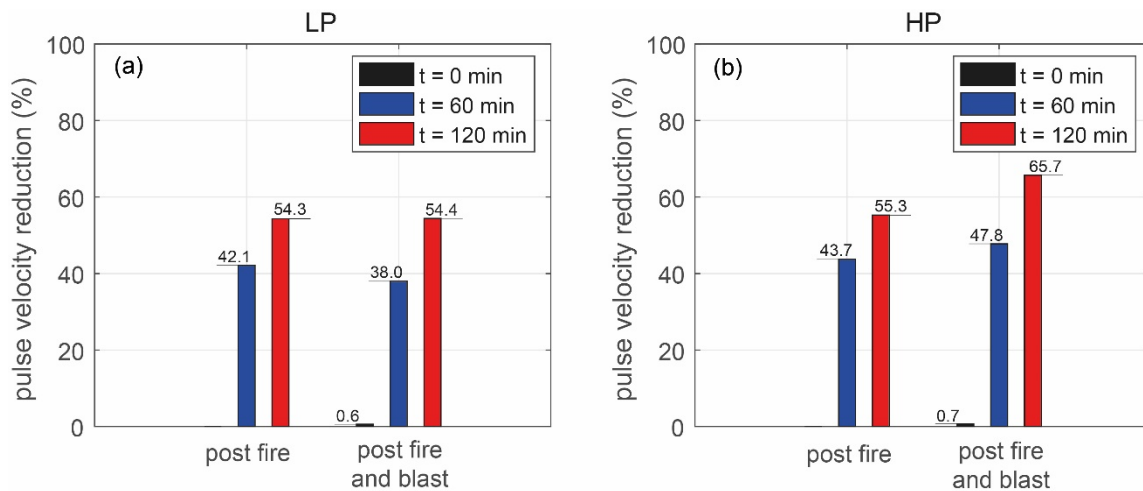 LP
(a)
pulse velocity reduction (%)
100
80
60
40
20
0
t = 0 min
t = 60 min
t = 120 min
42.1
54.3
0.6
38.0
54.4
post fire
post fire
and blast
HP
(b)
pulse velocity reduction (%)
100
80
60
40
20
0
t = 0 min
t = 60 min
t = 120 min
43.7
55.3
0.7
47.8
65.7
post fire
post fire
and blast